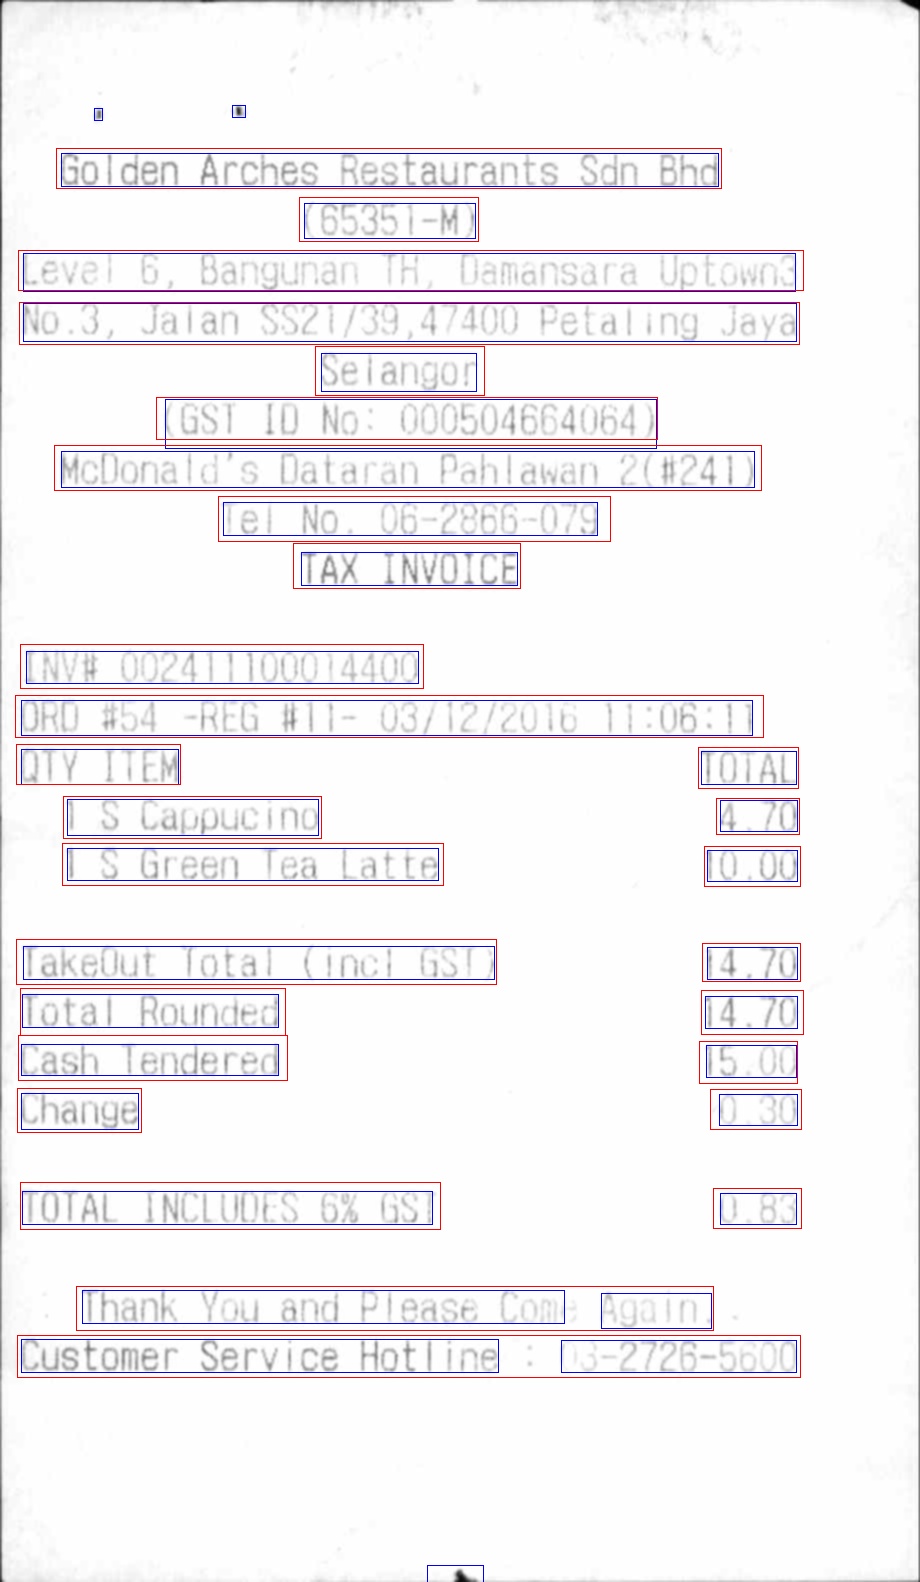 Golden Arches Restaurants Sdn Bhd
(65351-M)
Level 6, Bangunan TH, Damansara Uptown3
No.3, Jalan SS21/39,47400 Petaling Jaya
Selangor
(GST ID No: 000504664064)
McDonald's Dataran Pahlawan 2(#241)
Tel No. 06-2866-079
TAX INVOICE
INV# 002411100014400
ORD #54 -REG #11- 03/12/2016 11:06:11
QTY ITEM TOTAL
1 S Cappucino 4.70
1 S Green Tea Latte 10.00
TakeOut Total (incl GST) 14.70
Total Rounded 14.70
Cash Tendered 15.00
Change 0.30
TOTAL INCLUDES 6% GST 0.83
Thank You and Please Come Again.
Customer Service Hotline : 03-2726-5600